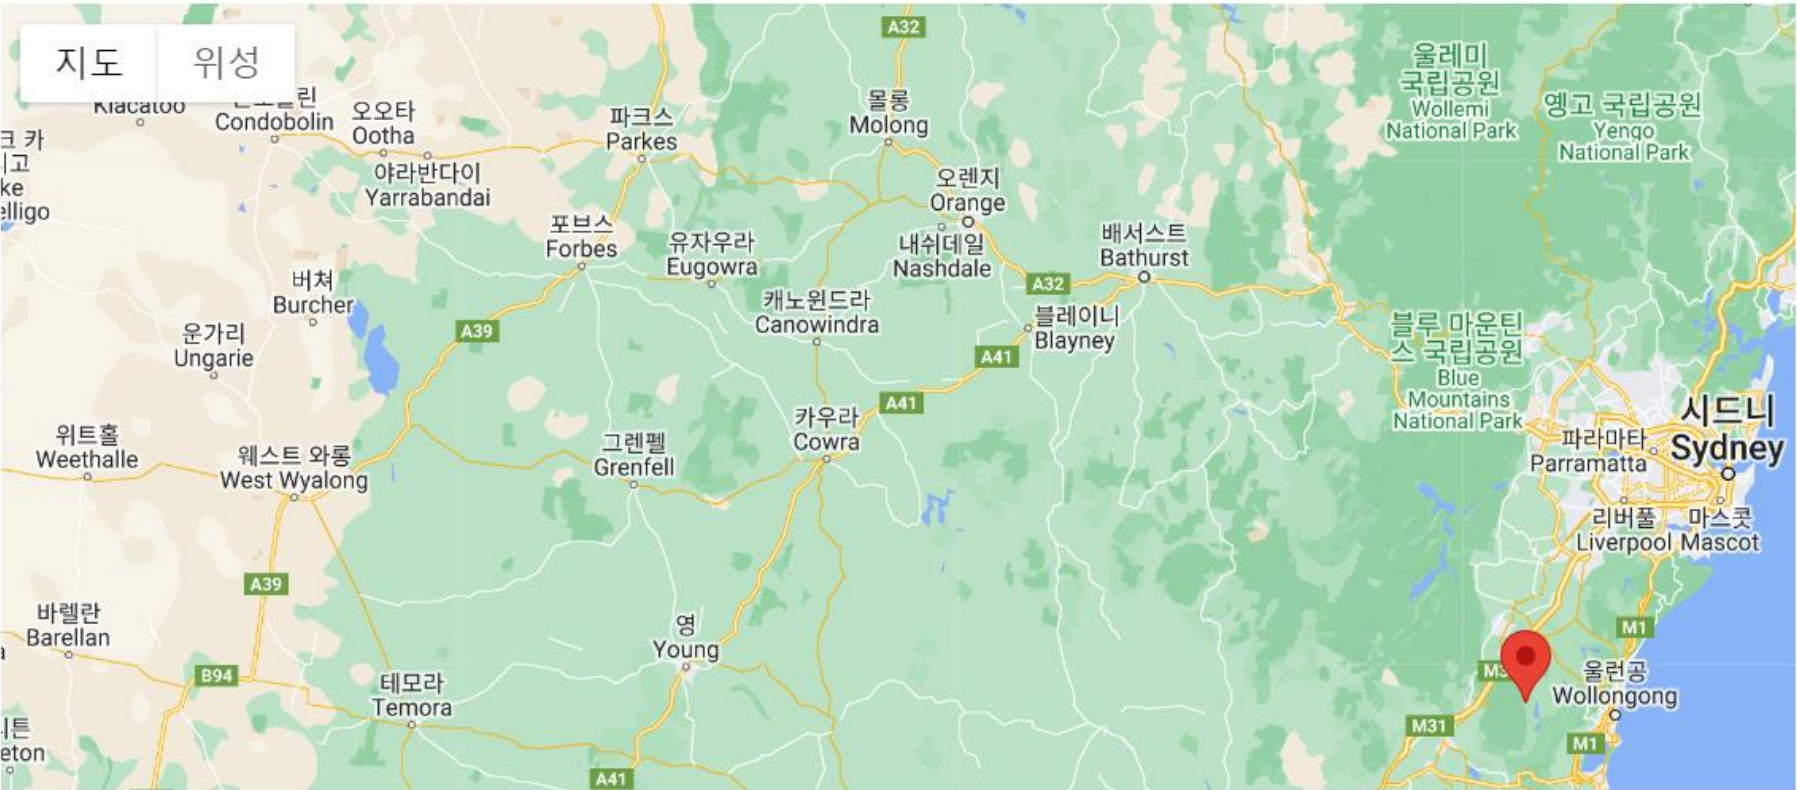 지도
위성
A32
Kiacatoo
Condobolin
오오타
Ootha
야라반다이
Yarrabandai
파크스
Parkes
몰롱
Molong
울레미
국립공원
Wollemi
National Park
옝고 국립공원
Yengo
National Park
크 카
ke
elligo
오렌지
Orange
포브스
Forbes
유자우라
Eugowra
내쉬데일
Nashdale
배서스트
Bathurst
A32
버쳐
Burcher
캐노윈드라
Canowindra
블레이니
Blayney
운가리
Ungarie
A39
A41
블루 마운틴
스 국립공원
Blue
Mountains
National Park
A41
시드니
Sydney
카우라
Cowra
위트홀
Weethalle
웨스트 와롱
West Wyalong
그렌펠
Grenfell
파라마타
Parramatta
리버풀
Liverpool
마스콧
Mascot
A39
바렐란
Barellan
영
Young
M1
B94
테모라
Temora
울런공
Wollongong
M31
M1
튼
eton
A41